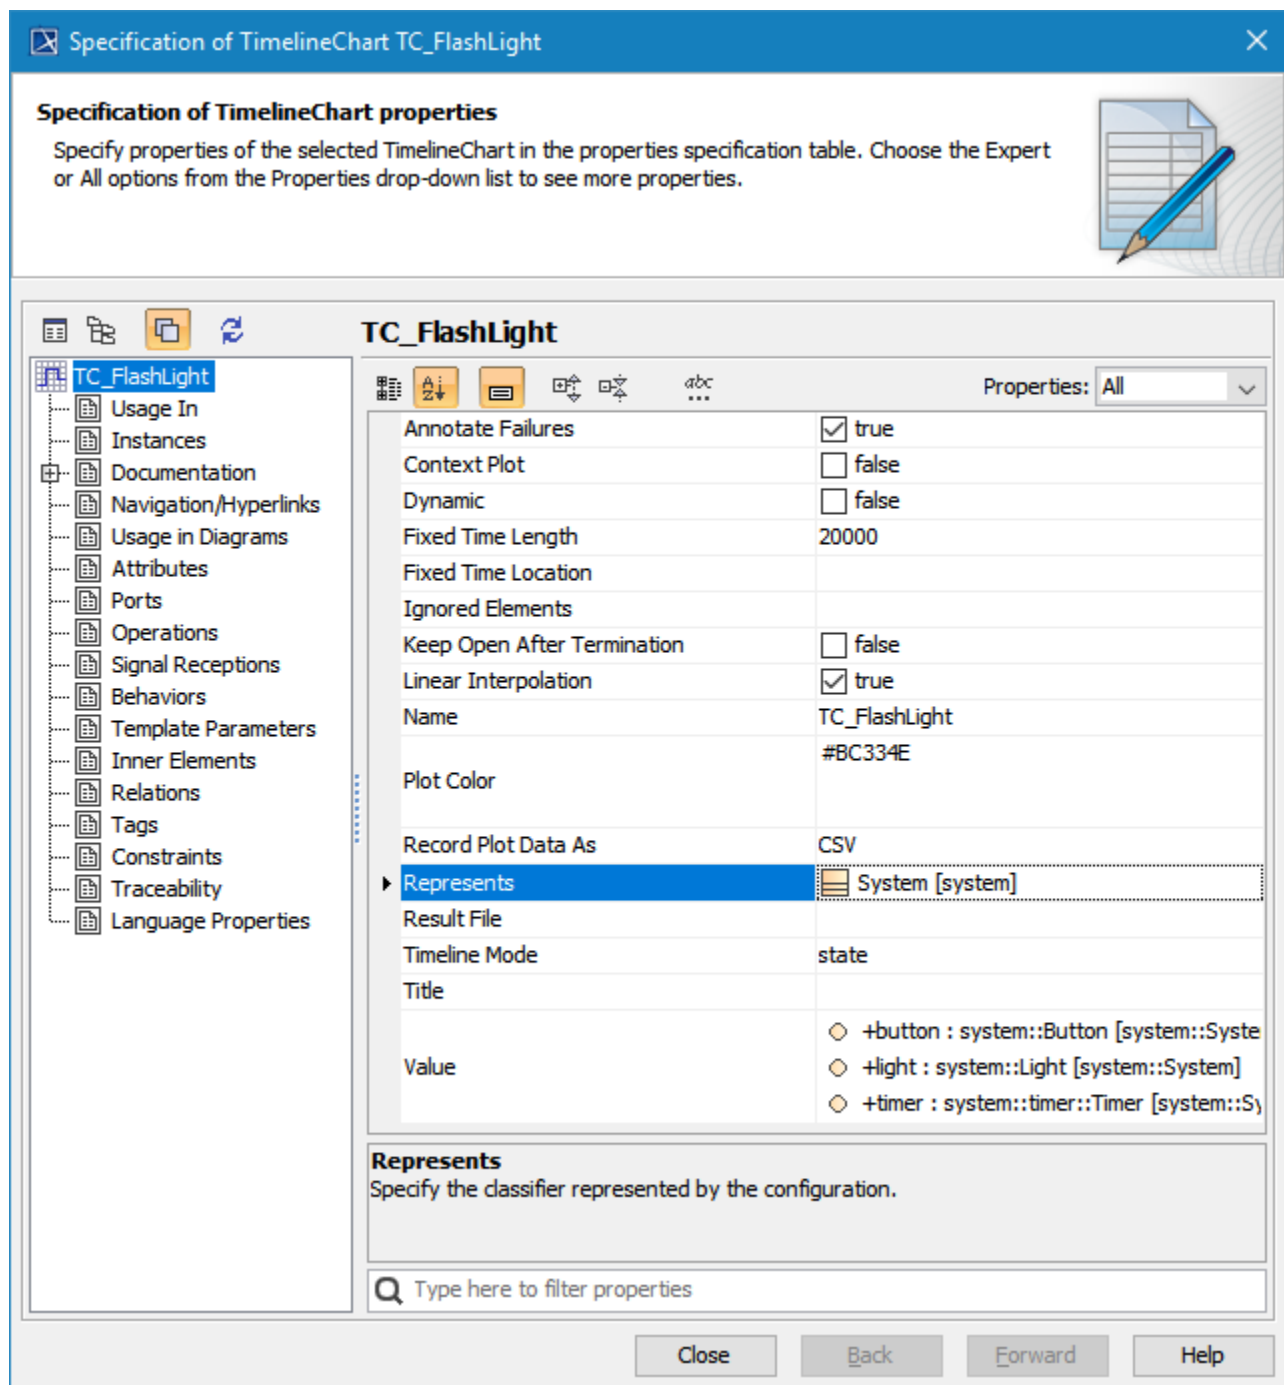 Specification of TimelineChart TC_FlashLight
Specification of TimelineChart properties
Specify properties of the selected TimelineChart in the properties specification table. Choose the Expert
or All options from the Properties drop-down list to see more properties.
TC_FlashLight
Usage In
Instances
Documentation
Navigation/Hyperlinks
Usage in Diagrams
Attributes
Ports
Operations
Signal Receptions
Behaviors
Template Parameters
Inner Elements
Relations
Tags
Constraints
Traceability
Language Properties
TC_FlashLight
abc
Properties: All
Annotate Failures true
Context Plot false
Dynamic false
Fixed Time Length 20000
Fixed Time Location
Ignored Elements
Keep Open After Termination false
Linear Interpolation true
Name TC_FlashLight
Plot Color #BC334E
Record Plot Data As CSV
Represents System [system]
Result File
Timeline Mode state
Title
Value
+button : system::Button [system::Syste
+light : system::Light [system::System]
+timer : system::timer::Timer [system::Sy
Represents
Specify the classifier represented by the configuration.
Type here to filter properties
Close Back Forward Help